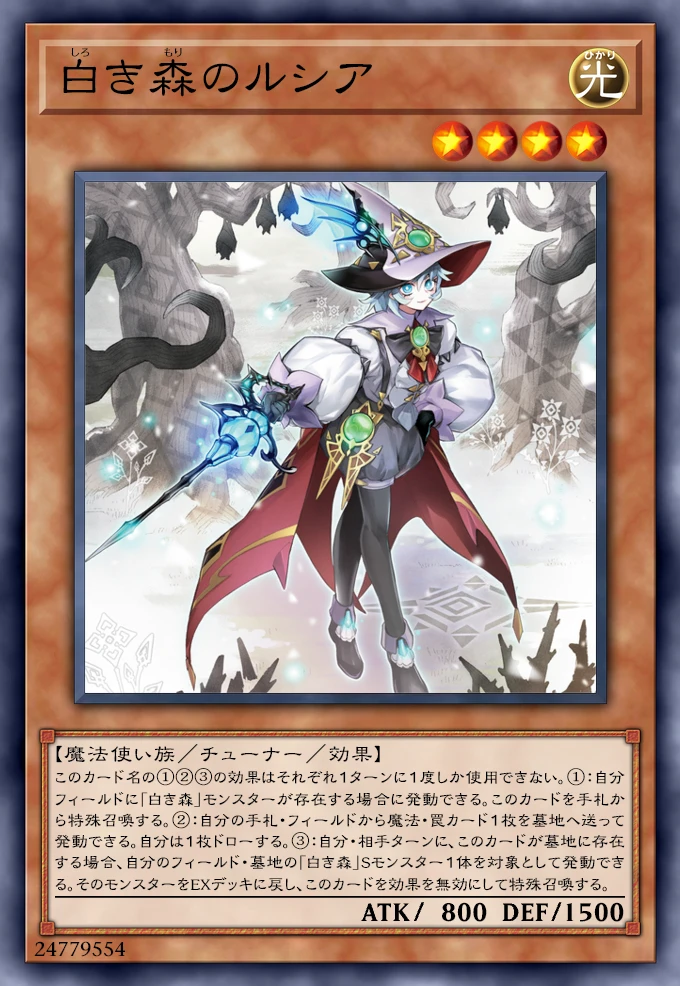 しろ もり
白き森のルシア
ひかり
光
【魔法使い族／チューナー／効果】
このカード名の①②③の効果はそれぞれ1ターンに1度しか使用できない。①：自分
フィールドに「白き森」モンスターが存在する場合に発動できる。このカードを手札か
ら特殊召喚する。②：自分の手札・フィールドから魔法・罠カード1枚を墓地へ送って
発動できる。自分は1枚ドローする。③：自分・相手ターンに、このカードが墓地に存在
する場合、自分のフィールド・墓地の「白き森」Sモンスター1体を対象として発動でき
る。そのモンスターをEXデッキに戻し、このカードを効果を無効にして特殊召喚する。
ATK/ 800 DEF/1500
24779554